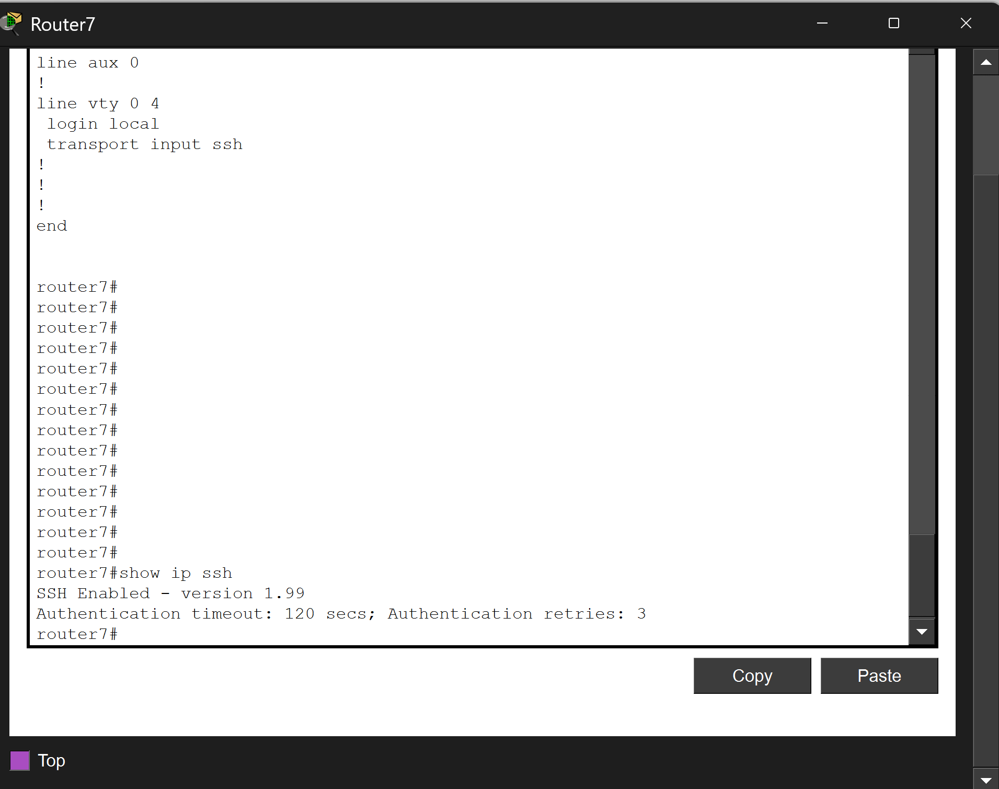 Router7
line aux 0
!
line vty 0 4
 login local
 transport input ssh
!
!
!
end
router7#
router7#
router7#
router7#
router7#
router7#
router7#
router7#
router7#
router7#
router7#
router7#
router7#
router7#
router7#show ip ssh
SSH Enabled - version 1.99
Authentication timeout: 120 secs; Authentication retries: 3
router7#
Copy Paste
Top